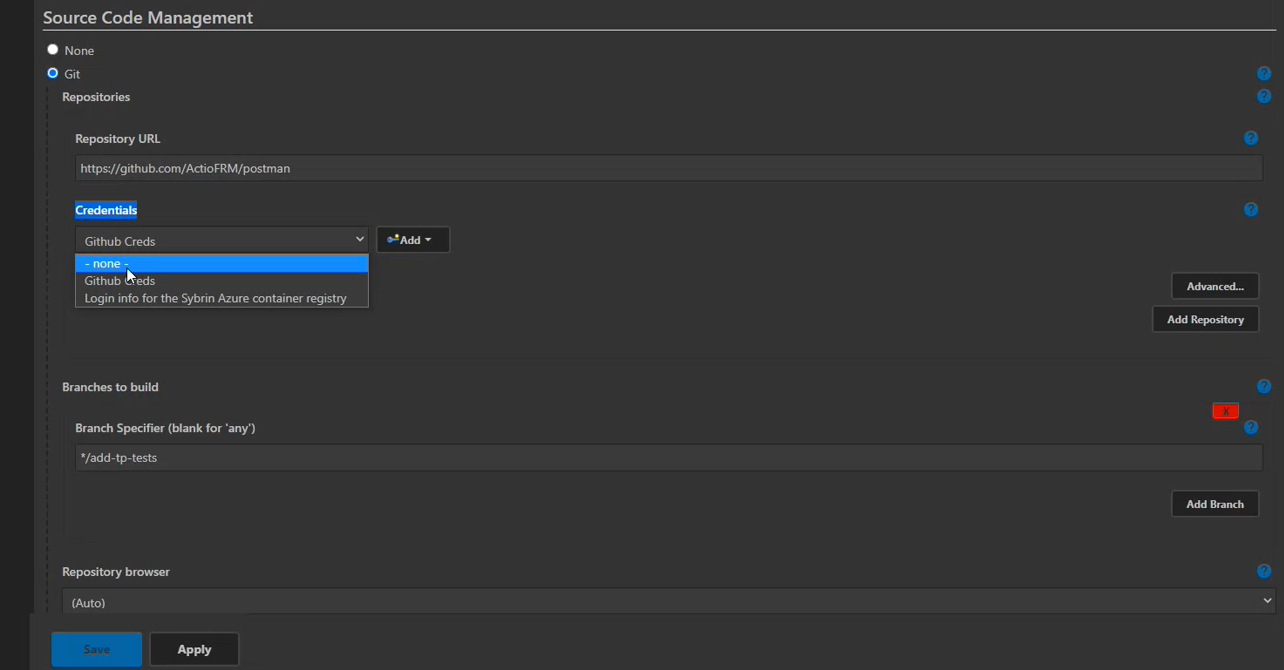 Source Code Management
None
Git
?
Repositories
?
Repository URL
?
https://github.com/ActioFRM/postman
Credentials
?
Github Creds
Add
- none -
Github Creds
Login info for the Sybrin Azure container registry
Advanced...
Add Repository
Branches to build
?
X
Branch Specifier (blank for 'any')
?
*/add-tp-tests
Add Branch
Repository browser
?
(Auto)
Save
Apply